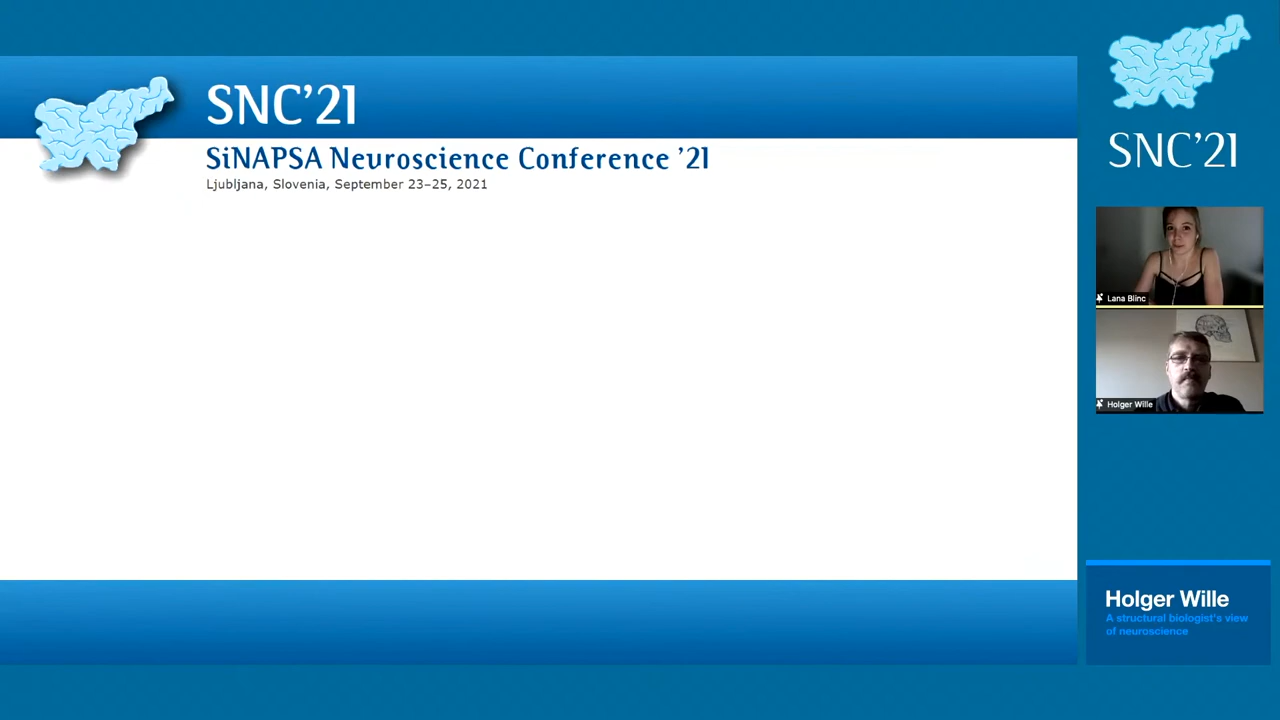 SNC’21
SiNAPSA Neuroscience Conference ’21
Ljubljana, Slovenia, September 23–25, 2021
SNC’21
Lana Blinc
Holger Wille
Holger Wille
A structural biologist's view
of neuroscience